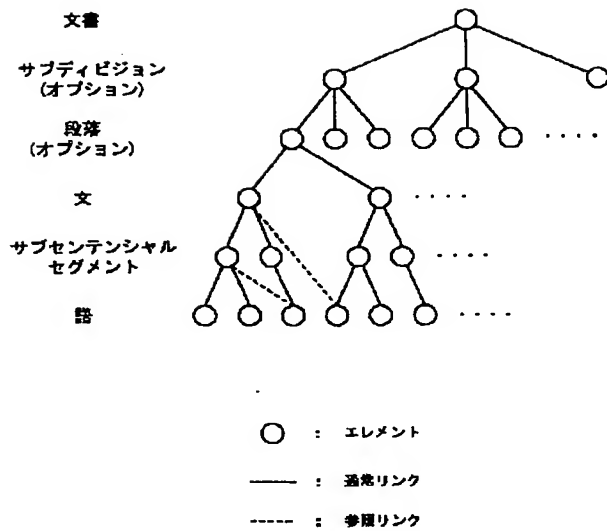 文書
サブディビジョン
(オプション)
段落
(オプション)
・・・・
文
・・・・
サブセンテンシャル
セグメント
・・・・
語
・・・・
○ : エレメント
―― : 通常リンク
------ : 参照リンク